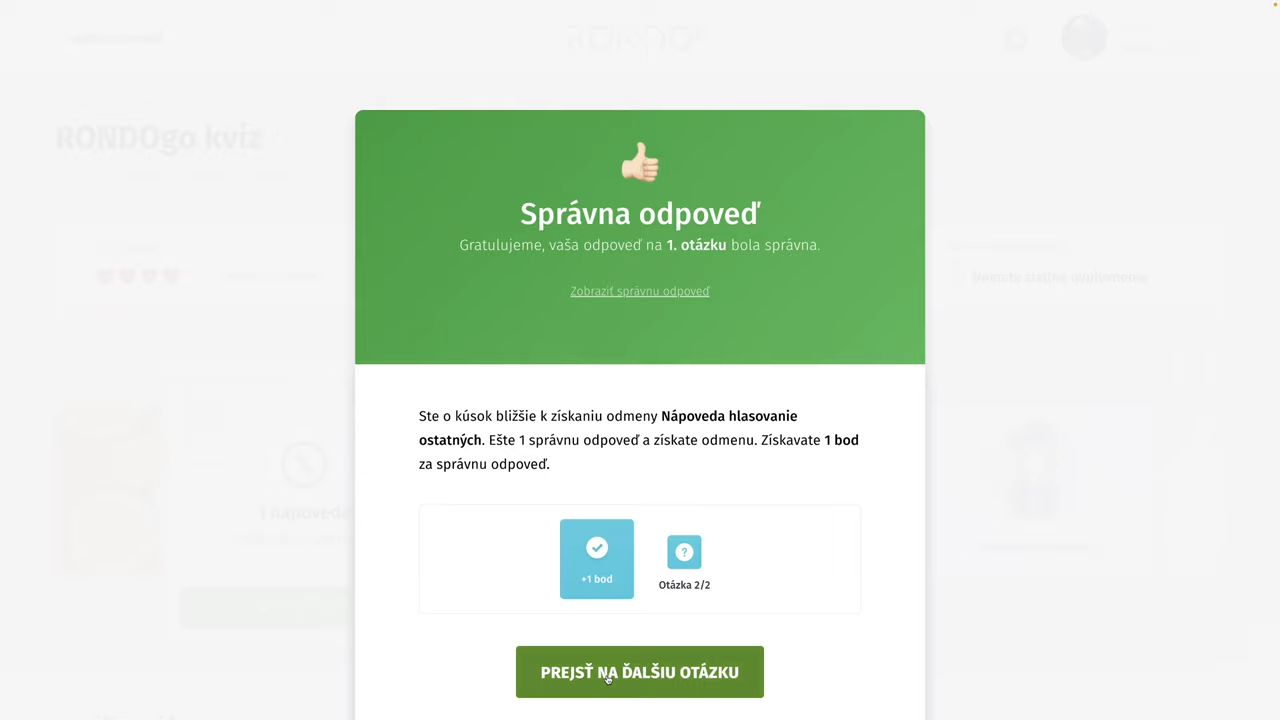 RONDOgo kvíz
Správna odpoveď
Gratulujeme, vaša odpoveď na 1. otázku bola správna.
Zobraziť správnu odpoveď
Ste o kúsok bližšie k získaniu odmeny Nápoveda hlasovanie
ostatných. Ešte 1 správnu odpoveď a získate odmenu. Získavate 1 bod
za správnu odpoveď.
+1 bod
?
Otázka 2/2
PREJSŤ NA ĎALŠIU OTÁZKU